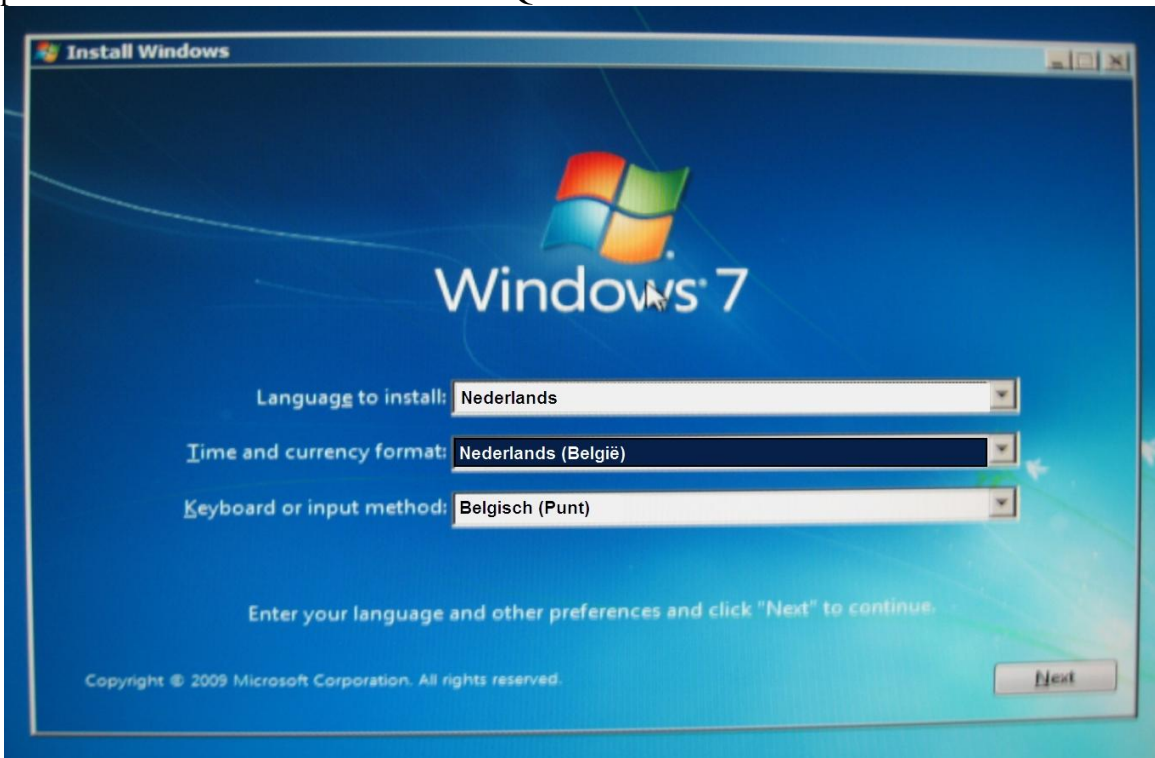 Install Windows
Windows 7
Language to install: Nederlands
Time and currency format: Nederlands (België)
Keyboard or input method: Belgisch (Punt)
Enter your language and other preferences and click "Next" to continue.
Copyright © 2009 Microsoft Corporation. All rights reserved.
Next